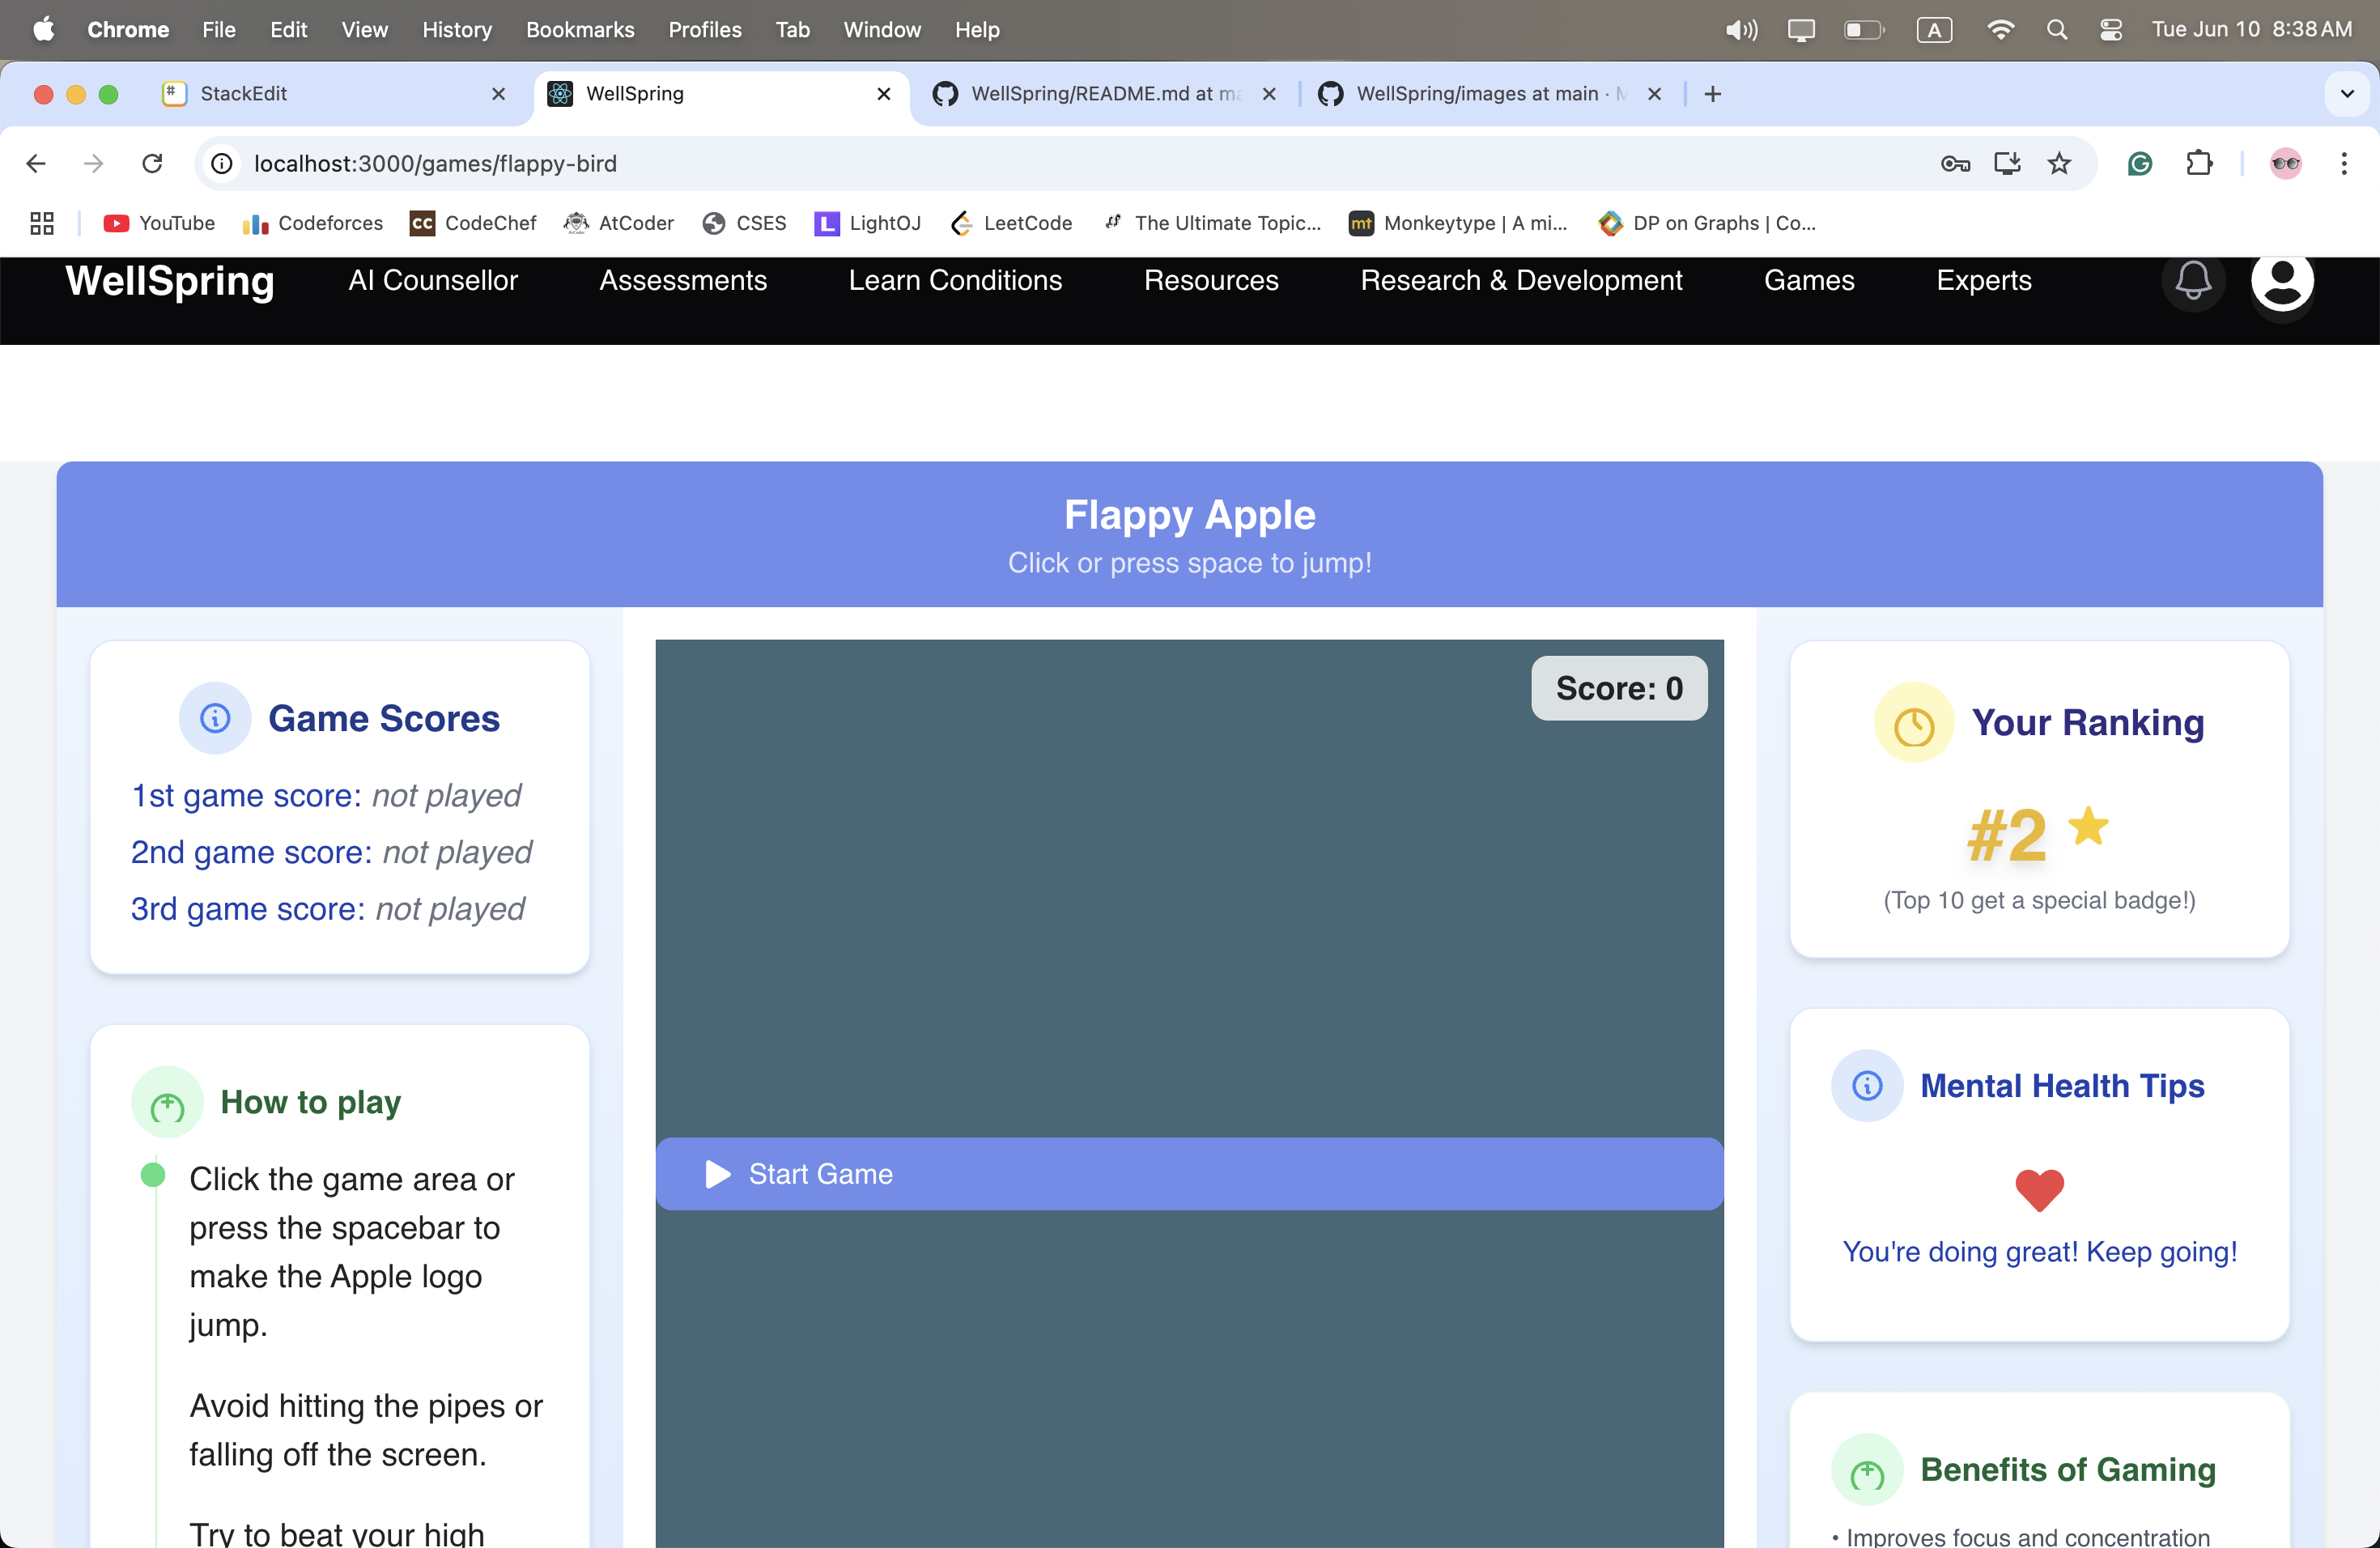 Chrome File Edit View History Bookmarks Profiles Tab Window Help A Tue Jun 10 8:38 AM
StackEdit WellSpring WellSpring/README.md at ma WellSpring/images at main ·
localhost:3000/games/flappy-bird
YouTube Codeforces CodeChef AtCoder CSES LightOJ LeetCode The Ultimate Topic... Monkeytype | A mi... DP on Graphs | Co...
WellSpring AI Counsellor Assessments Learn Conditions Resources Research & Development Games Experts
Flappy Apple
Click or press space to jump!
Game Scores
1st game score: not played
2nd game score: not played
3rd game score: not played
How to play
Click the game area or
press the spacebar to
make the Apple logo
jump.
Avoid hitting the pipes or
falling off the screen.
Try to beat your high
Score: 0
Start Game
Your Ranking
#2
(Top 10 get a special badge!)
Mental Health Tips
You're doing great! Keep going!
Benefits of Gaming
• Improves focus and concentration